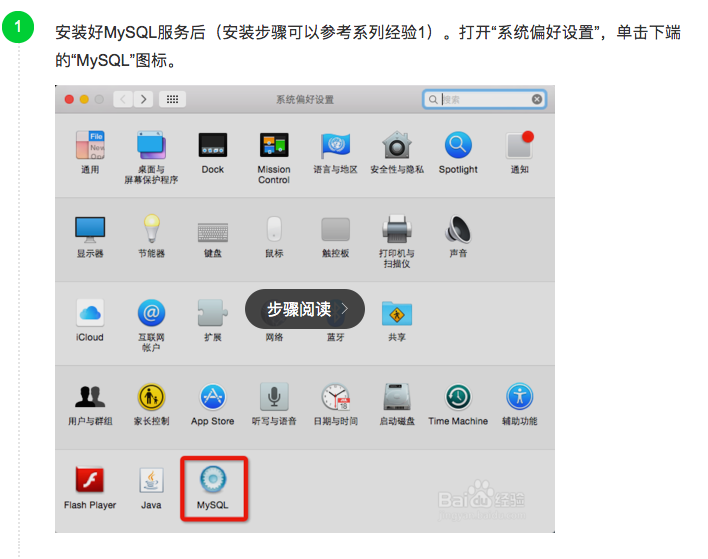 1
安装好MySQL服务后（安装步骤可以参考系列经验1）。打开“系统偏好设置”，单击下端
的“MySQL”图标。
系统偏好设置
搜索
File
New
Ope
通用
桌面与
屏幕保护程序
Dock
Mission
Control
语言与地区
安全性与隐私
Spotlight
通知
显示器
节能器
键盘
鼠标
触控板
打印机与
扫描仪
声音
步骤阅读
iCloud
互联网
帐户
扩展
网络
蓝牙
共享
用户与群组
家长控制
App Store
听写与语音
日期与时间
启动磁盘
Time Machine
辅助功能
18
Flash Player
Java
MySQL
Baidu经验